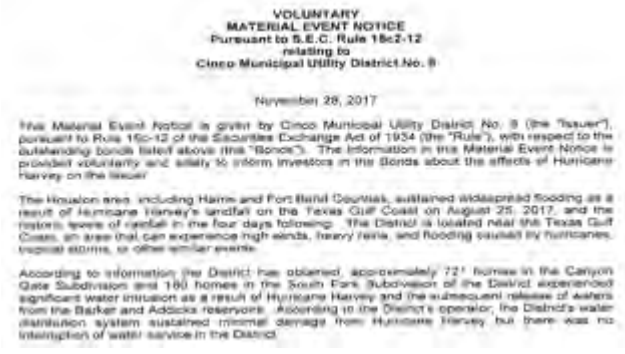 VOLUNTARY
MATERIAL EVENT NOTICE
Pursuant to S.E.C. Rule 15c2-12
relating to
Cinco Municipal Utility District No. 9
November 28, 2017
This Material Event Notice is given by Cinco Municipal Utility District No. 9 (the "Issuer"),
pursuant to Rule 15c-12 of the Securities Exchange Act of 1934 (the "Rule"), with respect to the
outstanding bonds listed above (the "Bonds"). The information in this Material Event Notice is
provided voluntarily and solely to inform investors in the Bonds about the effects of Hurricane
Harvey on the Issuer.
The Houston area, including Harris and Fort Bend Counties, sustained widespread flooding as a
result of Hurricane Harvey's landfall on the Texas Gulf Coast on August 25, 2017, and the
historic levels of rainfall in the four days following. The District is located near the Texas Gulf
Coast, an area that can experience high winds, heavy rains, and flooding caused by hurricanes,
tropical storms, or other similar events.
According to information the District has obtained, approximately 721 homes in the Canyon
Gate Subdivision and 180 homes in the South Park Subdivision of the District experienced
significant water intrusion as a result of Hurricane Harvey and the subsequent release of waters
from the Barker and Addicks reservoirs. According to the District's operator, the District's water
distribution system sustained minimal damage from Hurricane Harvey but there was no
interruption of water service in the District.